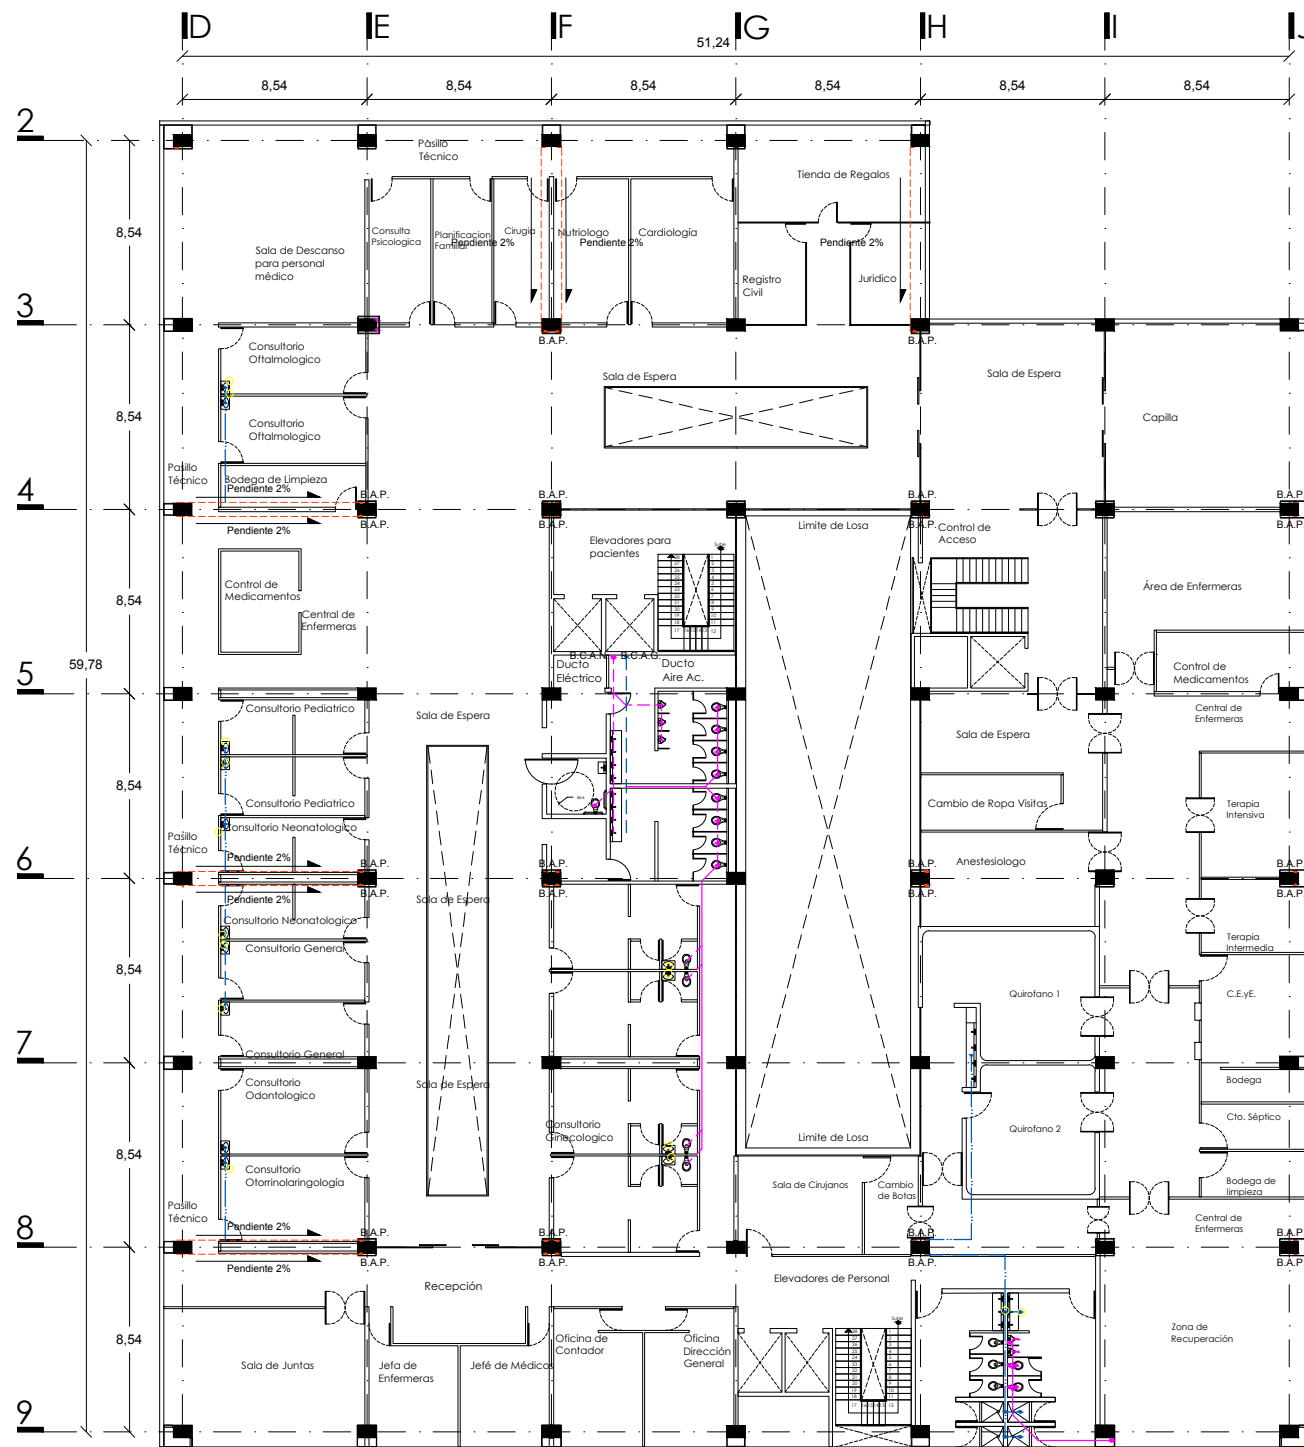 D E F G H I J
51,24
8,54 8,54 8,54 8,54 8,54 8,54
2
Pasillo
Técnico
Tienda de Regalos
8,54
Consulta
Psicologica
Planificacion
Familiar
Pendiente 2%
Cirugia
Nutriologo
Pendiente 2%
Cardiología
Pendiente 2%
Sala de Descanso
para personal
médico
Registro
Civil
Juridico
3
B.A.P.
B.A.P.
Consultorio
Oftalmologico
Sala de Espera
Sala de Espera
8,54
Capilla
Consultorio
Oftalmologico
Pasillo
Técnico
Bodega de Limpieza
Pendiente 2%
4
B.A.P. B.A.P. B.A.P. B.A.P.
Pendiente 2%
B.A.P. B.A.P. B.A.P. B.A.P.
Limite de Losa
Control de
Acceso
Elevadores para
pacientes
Sube
Control de
Medicamentos
8,54
Área de Enfermeras
Central de
Enfermeras
59,78
B.C.A.N. B.C.A.G.
Ducto
Eléctrico
Ducto
Aire Ac.
Control de
Medicamentos
5
Consultorio Pediatrico
Sala de Espera
Central de
Enfermeras
Sala de Espera
8,54
Consultorio Pediatrico
Cambio de Ropa Visitas
Terapia
Intensiva
Consultorio Neonatologico
Pasillo
Técnico
Pendiente 2%
Anestesiologo
6
B.A.P. B.A.P. B.A.P. B.A.P.
Pendiente 2%
B.A.P. B.A.P. B.A.P. B.A.P.
Sala de Espera
Consultorio Neonatologico
Consultorio General
Terapia
Intermedia
8,54
Quirofano 1
C.E.yE.
7
Consultorio General
Consultorio
Odontologico
Sala de Espera
Bodega
Cto. Séptico
Consultorio
Ginecologico
Quirofano 2
Limite de Losa
8,54
Consultorio
Otorrinolaringología
Sala de Cirujanos
Cambio
de Botas
Bodega de
limpieza
Pasillo
Técnico
Pendiente 2%
Central de
Enfermeras
8
B.A.P. B.A.P. B.A.P. B.A.P.
Pendiente 2%
B.A.P. B.A.P. B.A.P. B.A.P.
Recepción
Elevadores de Personal
8,54
Sube
Zona de
Recuperación
Sala de Juntas
Jefa de
Enfermeras
Jefé de Médicos
Oficina de
Contador
Oficina
Dirección
General
9